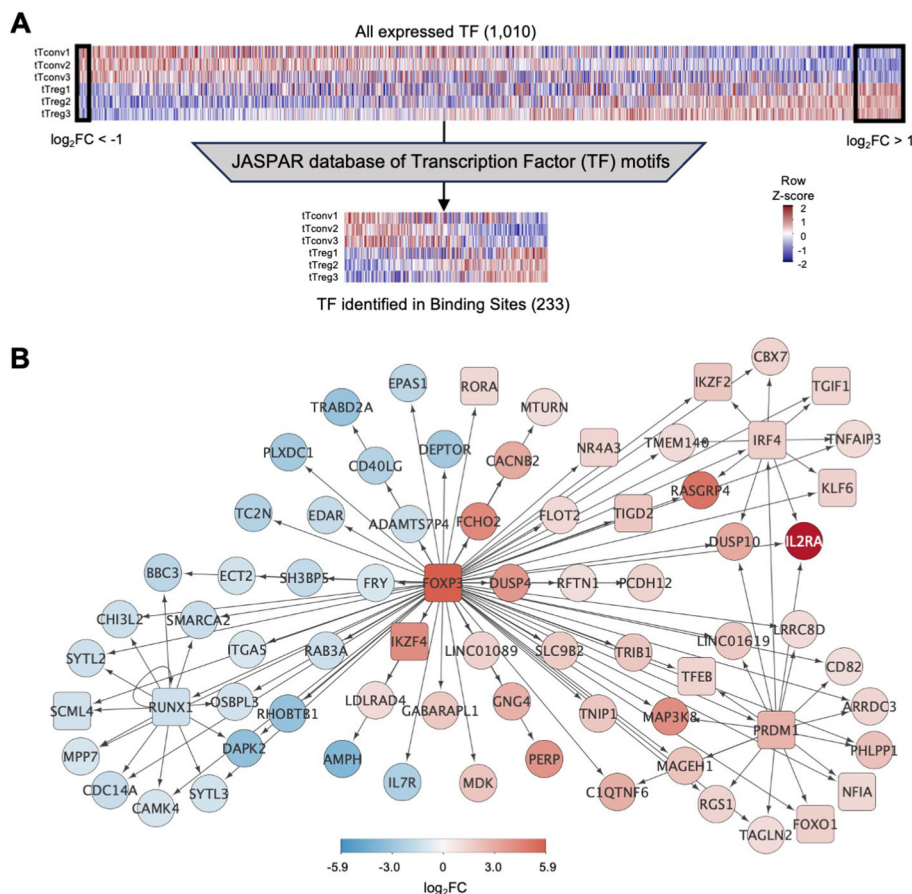 A
All expressed TF (1,010)
tTconv1
tTconv2
tTconv3
tTreg1
tTreg2
tTreg3
log2FC < -1
log2FC > 1
JASPAR database of Transcription Factor (TF) motifs
tTconv1
tTconv2
tTconv3
tTreg1
tTreg2
tTreg3
Row
Z-score
2
1
0
-1
-2
TF identified in Binding Sites (233)
B
CBX7
EPAS1
RORA
IKZF2
TGIF1
TRABD2A
MTURN
IRF4
PLXDC1
DEPTOR
NR4A3
TMEM140
TNFAIP3
CD40LG
CACNB2
RASGRP4
KLF6
TC2N
EDAR
ADAMTS7P4
FCHO2
FLOT2
TIGD2
DUSP10
IL2RA
BBC3
ECT2
SH3BP5
FRY
FOXP3
DUSP4
RFTN1
PCDH12
CHI3L2
SMARCA2
IKZF4
LINC01619
LRRC8D
SYTL2
ITGA5
RAB3A
LINC01089
SLC9B2
TRIB1
CD82
TFEB
SCML4
RUNX1
OSBPL3
RHOBTB1
LDLRAD4
GABARAPL1
GNG4
TNIP1
MAP3K8
PRDM1
ARRDC3
MPP7
DAPK2
AMPH
PERP
MAGEH1
PHLPP1
CDC14A
CAMK4
SYTL3
IL7R
MDK
C1QTNF6
RGS1
NFIA
TAGLN2
FOXO1
-5.9
-3.0
0
3.0
5.9
log2FC